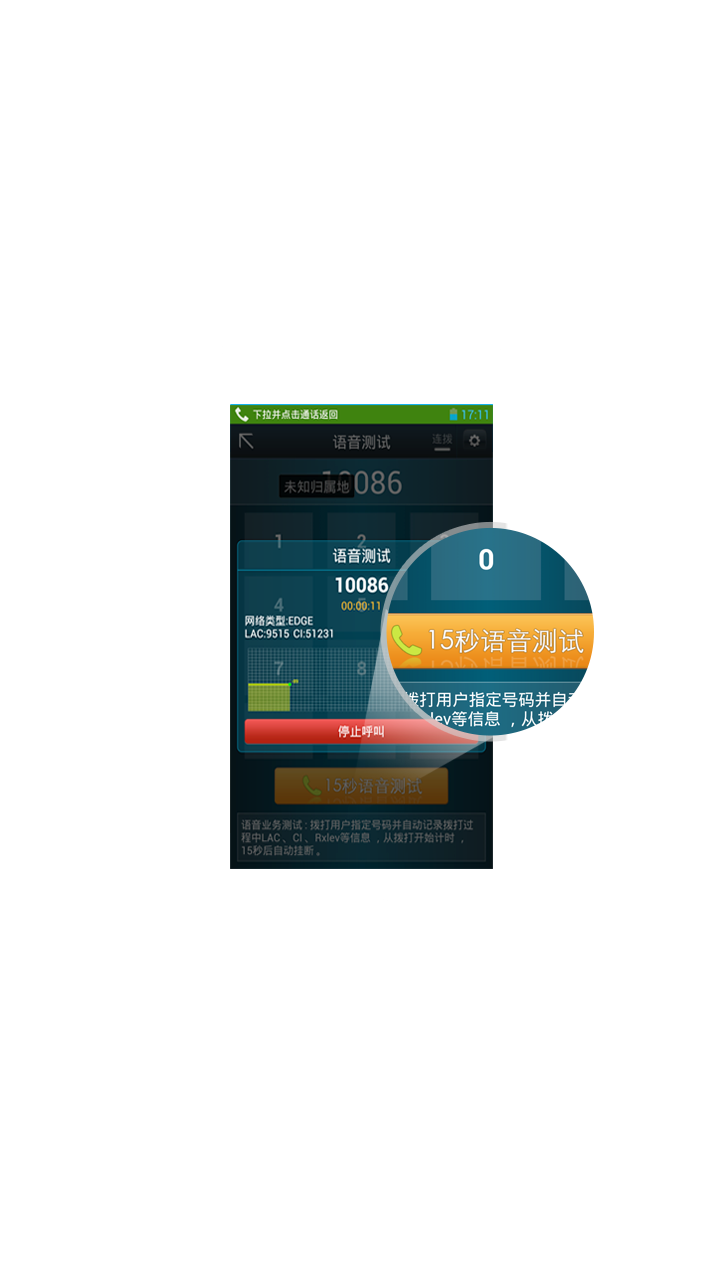 下拉并点击通话返回 17:11
语音测试 连拨
10086
未知归属地
1 2
语音测试
10086
00:00:11
4 5
网络类型:EDGE
LAC:9515 CI:51231
7 8
停止呼叫
0
15秒语音测试
拨打用户指定号码并自动
lev等信息，从拨
15秒语音测试
语音业务测试：拨打用户指定号码并自动记录拨打过
程中LAC、CI、Rxlev等信息，从拨打开始计时，
15秒后自动挂断。